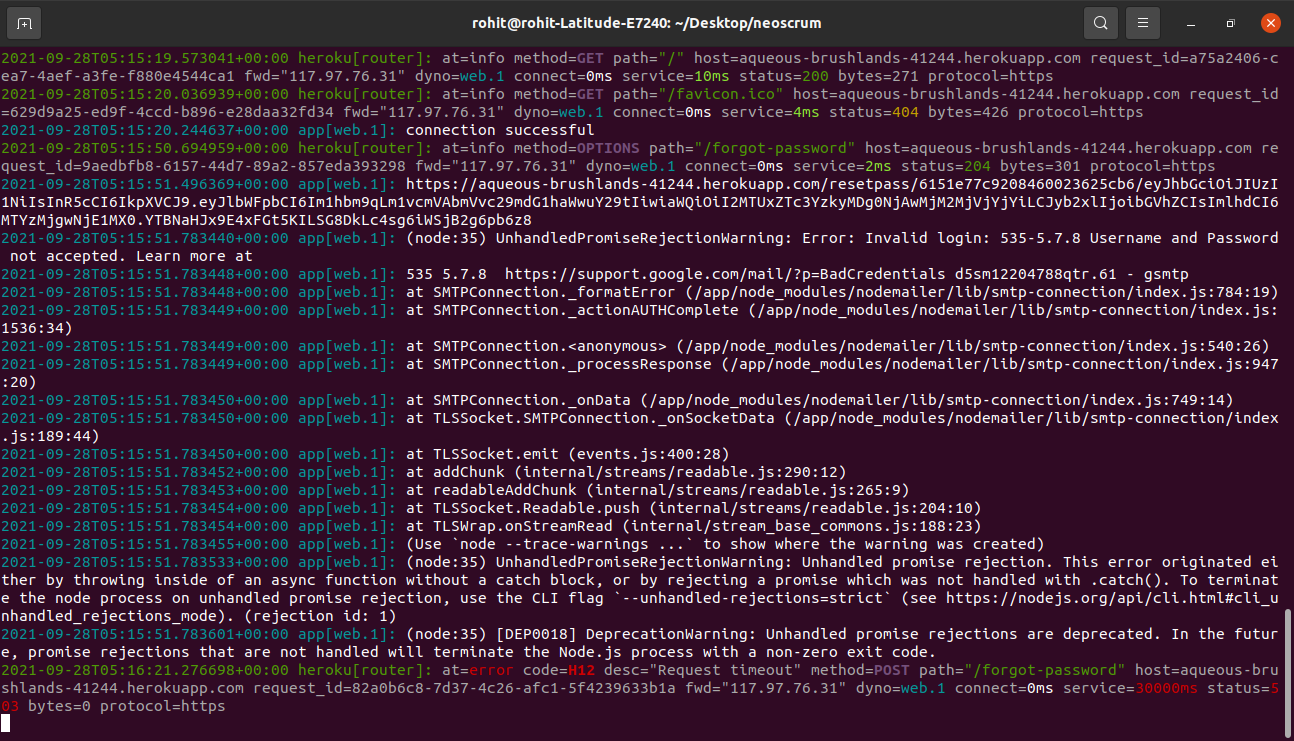 rohit@rohit-Latitude-E7240: ~/Desktop/neoscrum
2021-09-28T05:15:19.573041+00:00 heroku[router]: at=info method=GET path="/" host=aqueous-brushlands-41244.herokuapp.com request_id=a75a2406-c
ea7-4aef-a3fe-f880e4544ca1 fwd="117.97.76.31" dyno=web.1 connect=0ms service=10ms status=200 bytes=271 protocol=https
2021-09-28T05:15:20.036939+00:00 heroku[router]: at=info method=GET path="/favicon.ico" host=aqueous-brushlands-41244.herokuapp.com request_id
=629d9a25-ed9f-4ccd-b896-e28daa32fd34 fwd="117.97.76.31" dyno=web.1 connect=0ms service=4ms status=404 bytes=426 protocol=https
2021-09-28T05:15:20.244637+00:00 app[web.1]: connection successful
2021-09-28T05:15:50.694959+00:00 heroku[router]: at=info method=OPTIONS path="/forgot-password" host=aqueous-brushlands-41244.herokuapp.com re
quest_id=9aedbfb8-6157-44d7-89a2-857eda393298 fwd="117.97.76.31" dyno=web.1 connect=0ms service=2ms status=204 bytes=301 protocol=https
2021-09-28T05:15:51.496369+00:00 app[web.1]: https://aqueous-brushlands-41244.herokuapp.com/resetpass/6151e77c9208460023625cb6/eyJhbGciOiJIUzI
1NiIsInR5cCI6IkpXVCJ9.eyJlbWFpbCI6Im1hbm9qLm1vcmVAbmVvc29mdG1haWwuY29tIiwiaWQiOiI2MTUxZTc3YzkyMDg0NjAwMjM2MjVjYjYiLCJyb2xlIjoibGVhZCIsImlhdCI6
MTYzMjgwNjE1MX0.YTBNaHJx9E4xFGt5KILSG8DkLc4sg6iWSjB2g6pb6z8
2021-09-28T05:15:51.783440+00:00 app[web.1]: (node:35) UnhandledPromiseRejectionWarning: Error: Invalid login: 535-5.7.8 Username and Password
 not accepted. Learn more at
2021-09-28T05:15:51.783448+00:00 app[web.1]: 535 5.7.8  https://support.google.com/mail/?p=BadCredentials d5sm12204788qtr.61 - gsmtp
2021-09-28T05:15:51.783448+00:00 app[web.1]: at SMTPConnection._formatError (/app/node_modules/nodemailer/lib/smtp-connection/index.js:784:19)
2021-09-28T05:15:51.783449+00:00 app[web.1]: at SMTPConnection._actionAUTHComplete (/app/node_modules/nodemailer/lib/smtp-connection/index.js:
1536:34)
2021-09-28T05:15:51.783449+00:00 app[web.1]: at SMTPConnection.<anonymous> (/app/node_modules/nodemailer/lib/smtp-connection/index.js:540:26)
2021-09-28T05:15:51.783449+00:00 app[web.1]: at SMTPConnection._processResponse (/app/node_modules/nodemailer/lib/smtp-connection/index.js:947
:20)
2021-09-28T05:15:51.783450+00:00 app[web.1]: at SMTPConnection._onData (/app/node_modules/nodemailer/lib/smtp-connection/index.js:749:14)
2021-09-28T05:15:51.783450+00:00 app[web.1]: at TLSSocket.SMTPConnection._onSocketData (/app/node_modules/nodemailer/lib/smtp-connection/index
.js:189:44)
2021-09-28T05:15:51.783450+00:00 app[web.1]: at TLSSocket.emit (events.js:400:28)
2021-09-28T05:15:51.783452+00:00 app[web.1]: at addChunk (internal/streams/readable.js:290:12)
2021-09-28T05:15:51.783453+00:00 app[web.1]: at readableAddChunk (internal/streams/readable.js:265:9)
2021-09-28T05:15:51.783454+00:00 app[web.1]: at TLSSocket.Readable.push (internal/streams/readable.js:204:10)
2021-09-28T05:15:51.783454+00:00 app[web.1]: at TLSWrap.onStreamRead (internal/stream_base_commons.js:188:23)
2021-09-28T05:15:51.783455+00:00 app[web.1]: (Use `node --trace-warnings ...` to show where the warning was created)
2021-09-28T05:15:51.783533+00:00 app[web.1]: (node:35) UnhandledPromiseRejectionWarning: Unhandled promise rejection. This error originated ei
ther by throwing inside of an async function without a catch block, or by rejecting a promise which was not handled with .catch(). To terminat
e the node process on unhandled promise rejection, use the CLI flag `--unhandled-rejections=strict` (see https://nodejs.org/api/cli.html#cli_u
nhandled_rejections_mode). (rejection id: 1)
2021-09-28T05:15:51.783601+00:00 app[web.1]: (node:35) [DEP0018] DeprecationWarning: Unhandled promise rejections are deprecated. In the futur
e, promise rejections that are not handled will terminate the Node.js process with a non-zero exit code.
2021-09-28T05:16:21.276698+00:00 heroku[router]: at=error code=H12 desc="Request timeout" method=POST path="/forgot-password" host=aqueous-bru
shlands-41244.herokuapp.com request_id=82a0b6c8-7d37-4c26-afc1-5f4239633b1a fwd="117.97.76.31" dyno=web.1 connect=0ms service=30000ms status=5
03 bytes=0 protocol=https